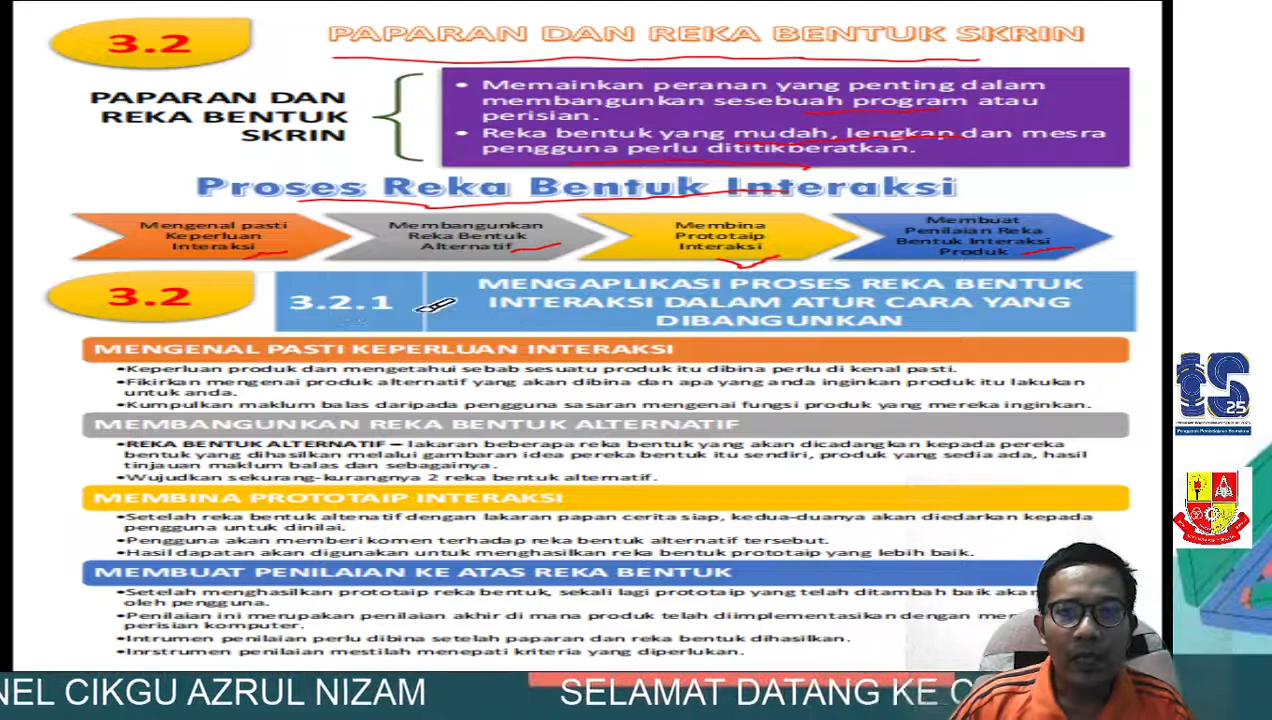 3.2
PAPARAN DAN REKA BENTUK SKRIN
PAPARAN DAN
REKA BENTUK
SKRIN
• Memainkan peranan yang penting dalam
membangunkan sesebuah program atau
perisian.
• Reka bentuk yang mudah, lengkap dan mesra
pengguna perlu dititikberatkan.
Proses Reka Bentuk Interaksi
Mengenal pasti
Keperluan
Interaksi
Membangunkan
Reka Bentuk
Alternatif
Membina
Prototaip
Interaksi
Membuat
Penilaian Reka
Bentuk Interaksi
Produk
3.2
3.2.1
MENGAPLIKASI PROSES REKA BENTUK
INTERAKSI DALAM ATUR CARA YANG
DIBANGUNKAN
MENGENAL PASTI KEPERLUAN INTERAKSI
•Keperluan produk dan mengetahui sebab sesuatu produk itu dibina perlu di kenal pasti.
•Fikirkan mengenai produk alternatif yang akan dibina dan apa yang anda inginkan produk itu lakukan
untuk anda.
•Kumpulkan maklum balas daripada pengguna sasaran mengenai fungsi produk yang mereka inginkan.
MEMBANGUNKAN REKA BENTUK ALTERNATIF
•REKA BENTUK ALTERNATIF – lakaran beberapa reka bentuk yang akan dicadangkan kepada pereka
bentuk yang dihasilkan melalui gambaran idea pereka bentuk itu sendiri, produk yang sedia ada, hasil
tinjauan maklum balas dan sebagainya.
•Wujudkan sekurang-kurangnya 2 reka bentuk alternatif.
MEMBINA PROTOTAIP INTERAKSI
•Setelah reka bentuk altenatif dengan lakaran papan cerita siap, kedua-duanya akan diedarkan kepada
pengguna untuk dinilai.
•Pengguna akan memberi komen terhadap reka bentuk alternatif tersebut.
•Hasil dapatan akan digunakan untuk menghasilkan reka bentuk prototaip yang lebih baik.
MEMBUAT PENILAIAN KE ATAS REKA BENTUK
•Setelah menghasilkan prototaip reka bentuk, sekali lagi prototaip yang telah ditambah baik akan
oleh pengguna.
•Penilaian ini merupakan penilaian akhir di mana produk telah diimplementasikan dengan
perisian komputer.
•Intrumen penilaian perlu dibina setelah paparan dan reka bentuk dihasilkan.
•Inrstrumen penilaian mestilah menepati kriteria yang diperlukan.
25
NEL CIKGU AZRUL NIZAM
SELAMAT DATANG KE C